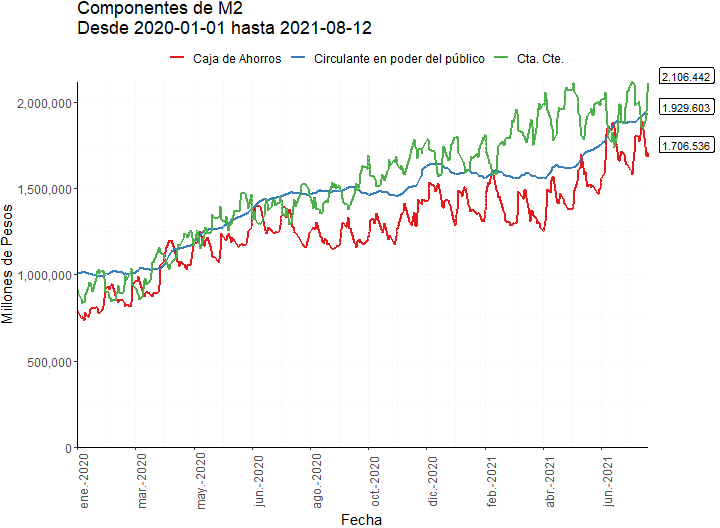 Componentes de M2
Desde 2020-01-01 hasta 2021-08-12
Caja de Ahorros Circulante en poder del público Cta. Cte.
2.106.442
1.929.603
1.706.536
Millones de Pesos
2,000,000
1,500,000
1,000,000
500,000
0
ene.-2020
mar.-2020
may.-2020
jun.-2020
ago.-2020
oct.-2020
dic.-2020
feb.-2021
abr.-2021
jun.-2021
Fecha